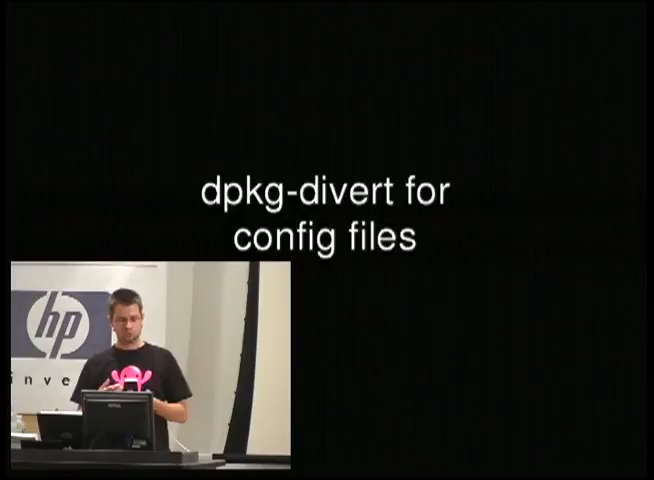 dpkg-divert for
config files
hp
inve